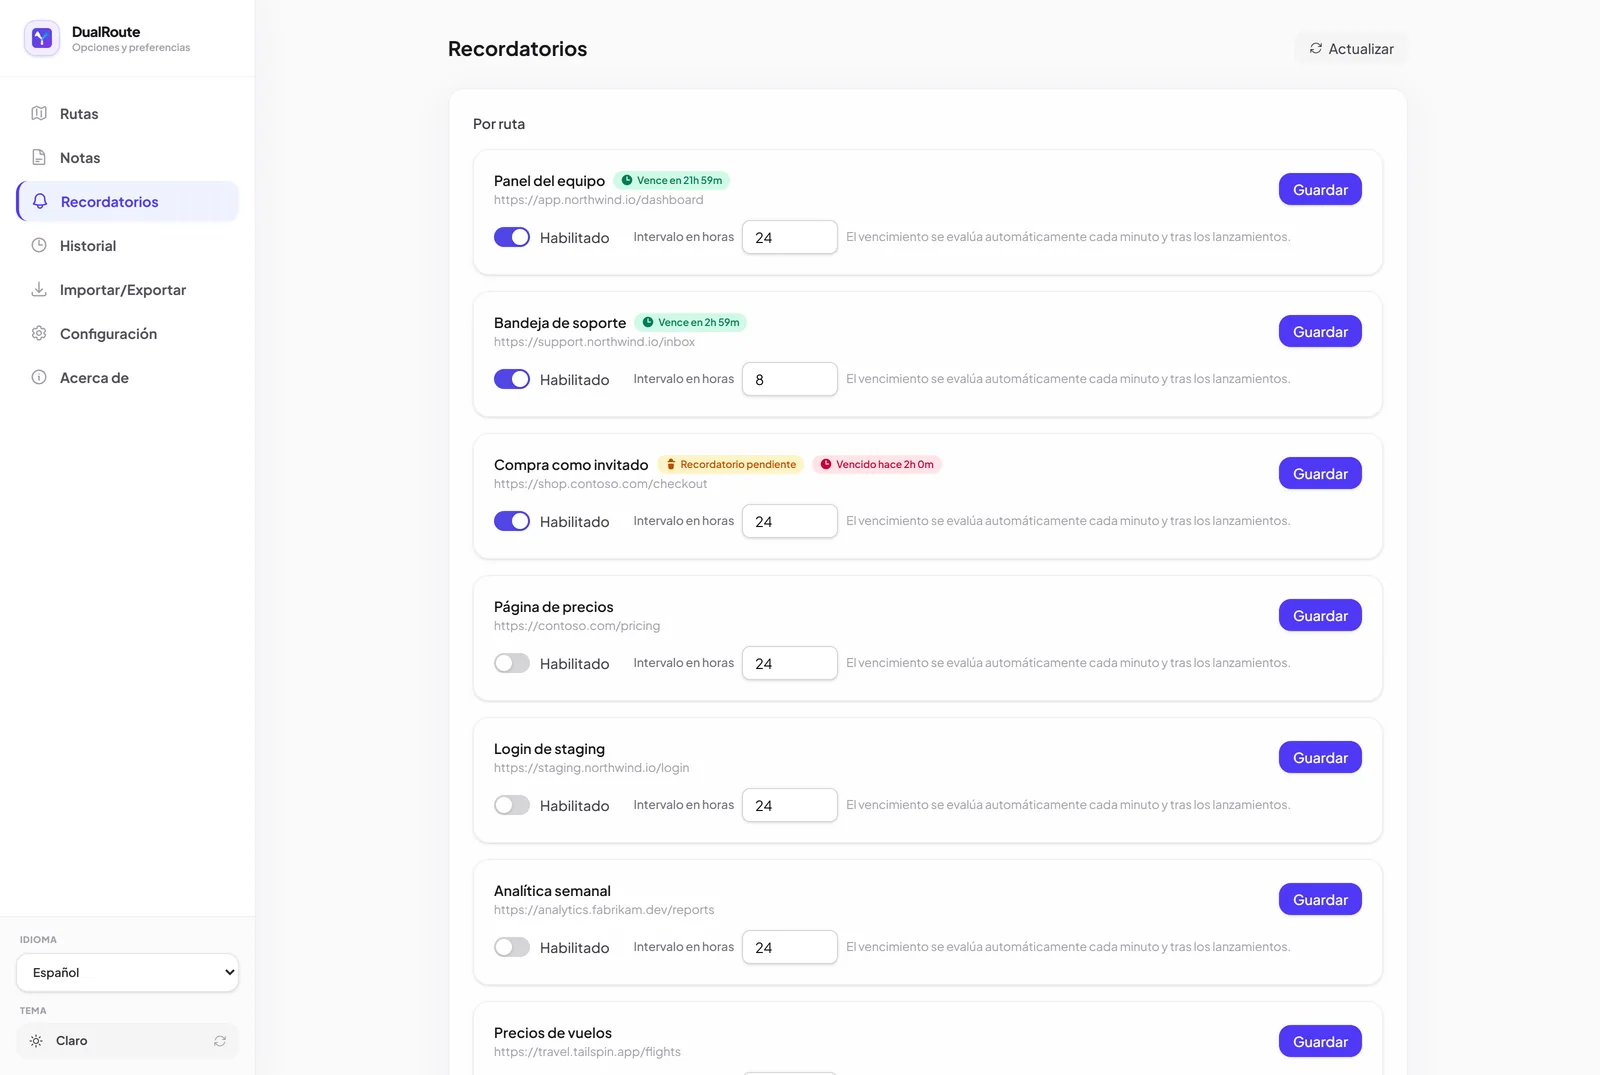 DualRoute
Opciones y preferencias
Rutas
Notas
Recordatorios
Historial
Importar/Exportar
Configuración
Acerca de
IDIOMA
Español
TEMA
Claro
Recordatorios
Actualizar
Por ruta
Panel del equipo Vence en 21h 59m
https://app.northwind.io/dashboard
Guardar
Habilitado Intervalo en horas 24 El vencimiento se evalúa automáticamente cada minuto y tras los lanzamientos.
Bandeja de soporte Vence en 2h 59m
https://support.northwind.io/inbox
Guardar
Habilitado Intervalo en horas 8 El vencimiento se evalúa automáticamente cada minuto y tras los lanzamientos.
Compra como invitado Recordatorio pendiente Vencido hace 2h 0m
https://shop.contoso.com/checkout
Guardar
Habilitado Intervalo en horas 24 El vencimiento se evalúa automáticamente cada minuto y tras los lanzamientos.
Página de precios
https://contoso.com/pricing
Guardar
Habilitado Intervalo en horas 24 El vencimiento se evalúa automáticamente cada minuto y tras los lanzamientos.
Login de staging
https://staging.northwind.io/login
Guardar
Habilitado Intervalo en horas 24 El vencimiento se evalúa automáticamente cada minuto y tras los lanzamientos.
Analítica semanal
https://analytics.fabrikam.dev/reports
Guardar
Habilitado Intervalo en horas 24 El vencimiento se evalúa automáticamente cada minuto y tras los lanzamientos.
Precios de vuelos
https://travel.tailspin.app/flights
Guardar